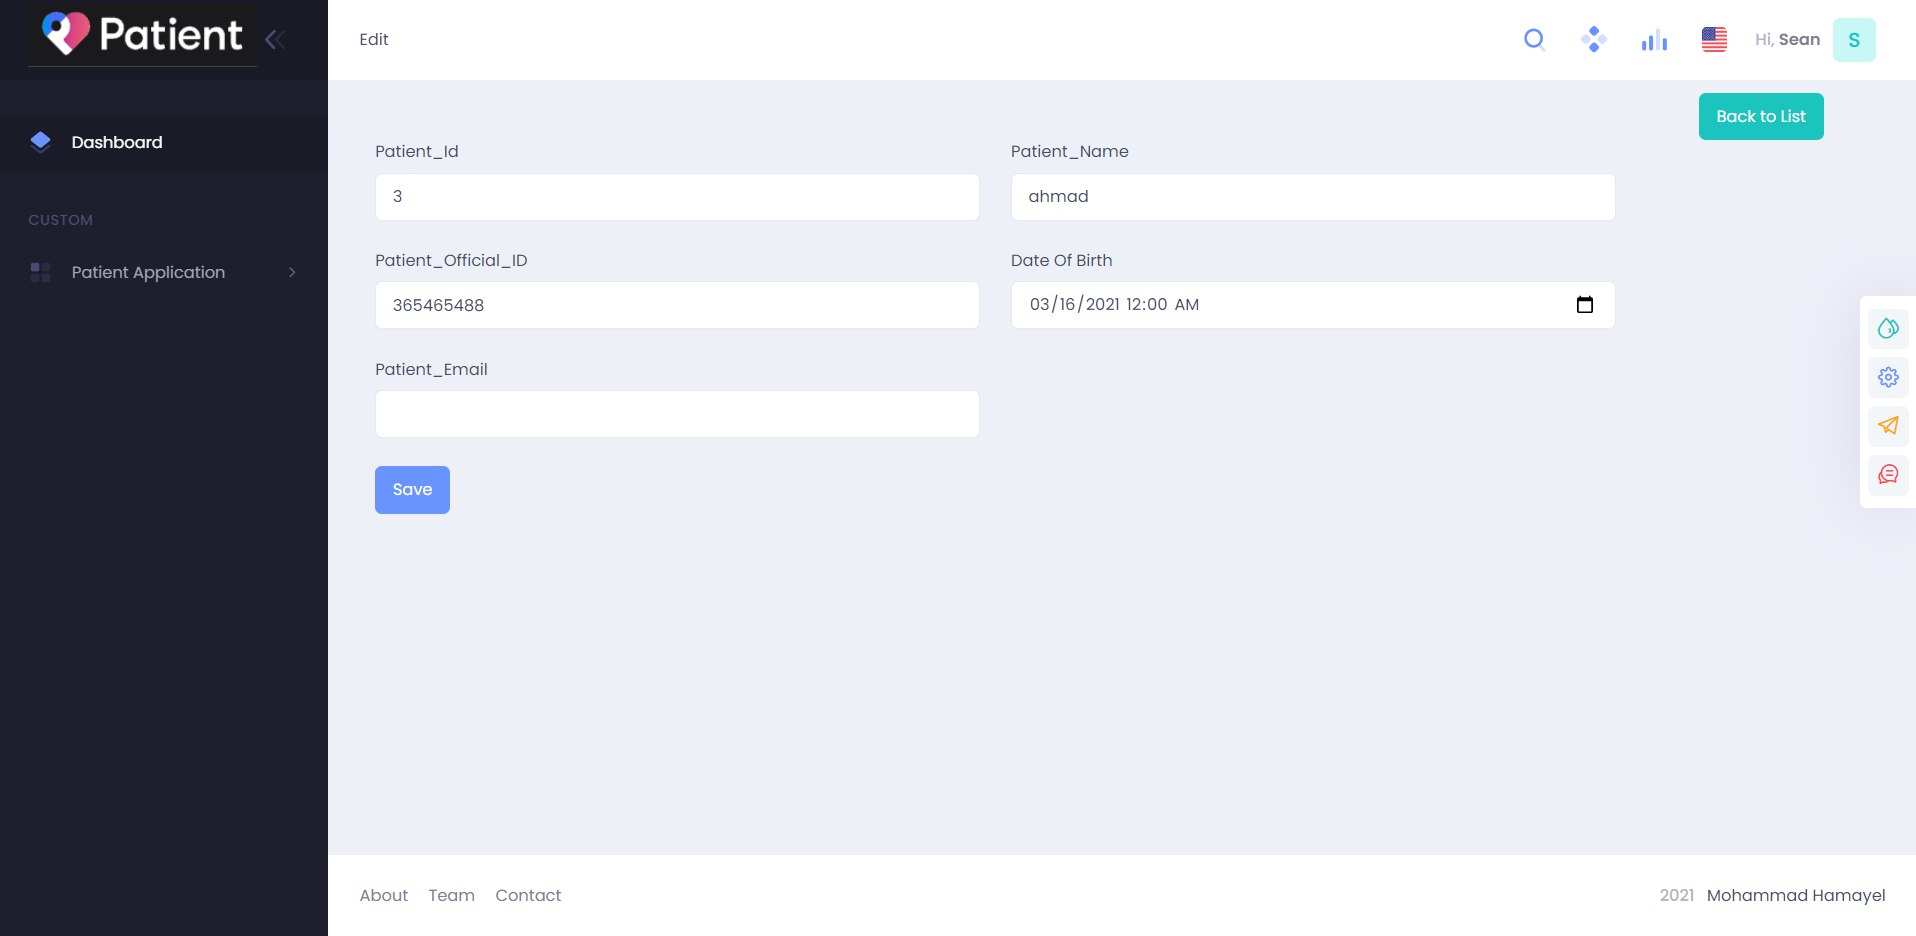 Patient
Edit
Hi, Sean
S
Dashboard
CUSTOM
Patient Application
Back to List
Patient_Id
Patient_Name
3
ahmad
Patient_Official_ID
Date Of Birth
365465488
03/16/2021 12:00 AM
Patient_Email
Save
About Team Contact
2021 Mohammad Hamayel